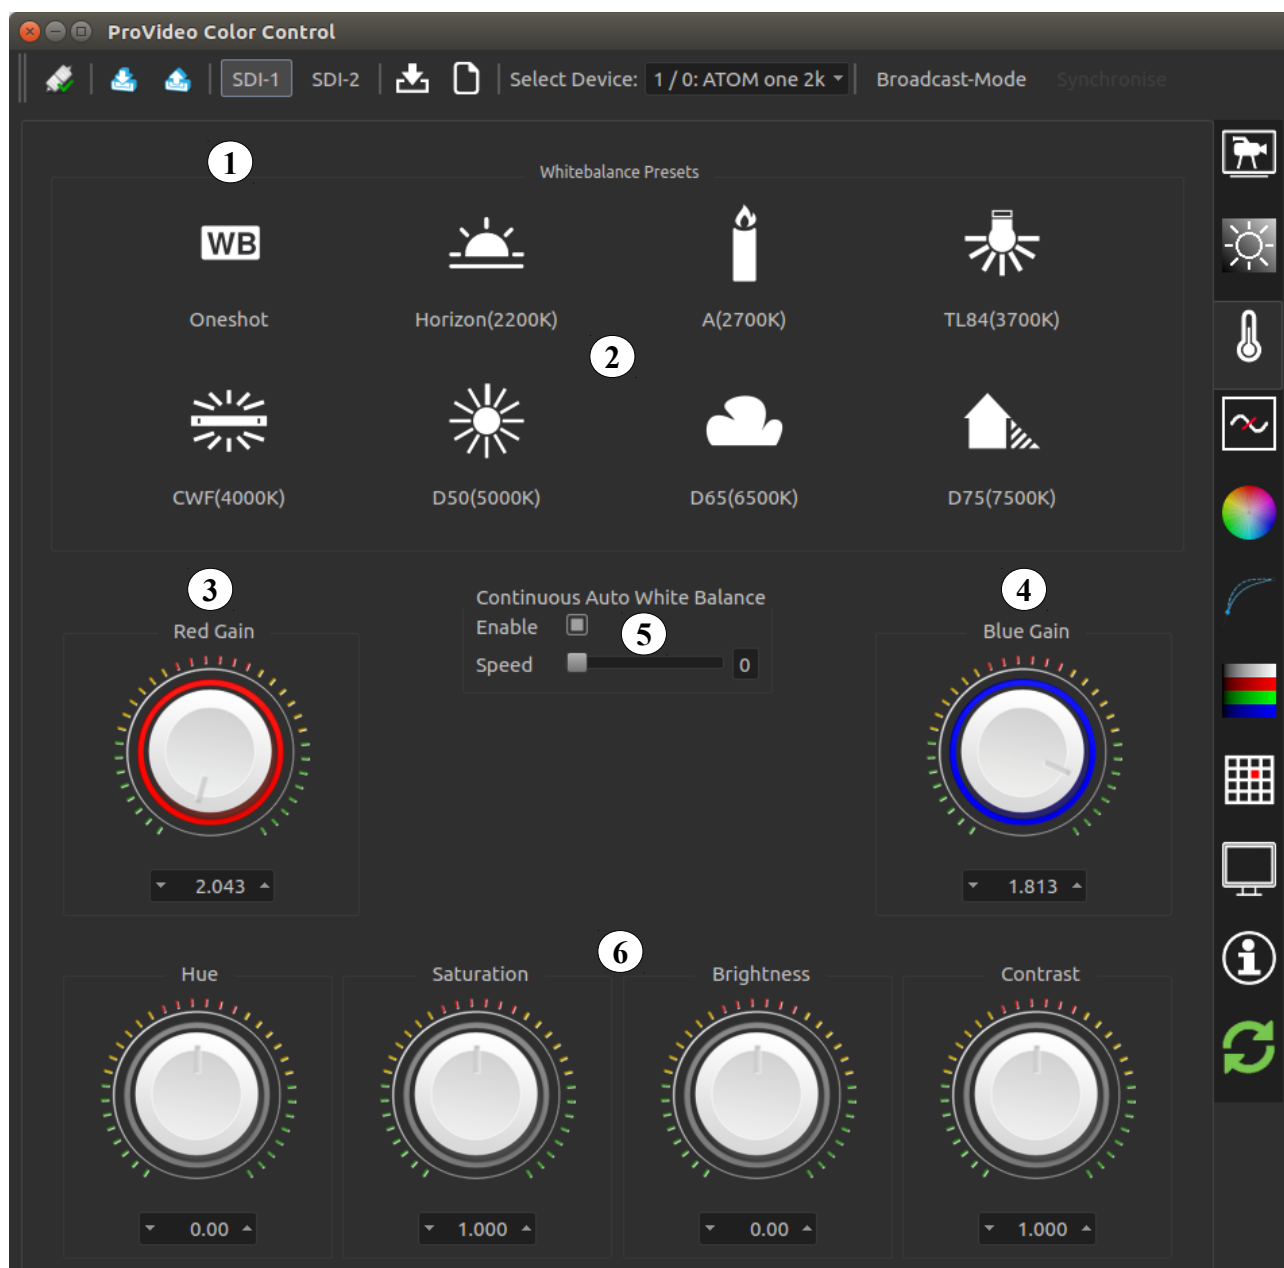 ProVideo Color Control
SDI-1 SDI-2 Select Device: 1 / 0: ATOM one 2k Broadcast-Mode Synchronise
1
Whitebalance Presets
WB
Oneshot Horizon(2200K) A(2700K) TL84(3700K)
2
CWF(4000K) D50(5000K) D65(6500K) D75(7500K)
3
Red Gain
2.043
Continuous Auto White Balance
Enable
5
Speed 0
4
Blue Gain
1.813
6
Hue Saturation Brightness Contrast
0.00 1.000 0.00 1.000